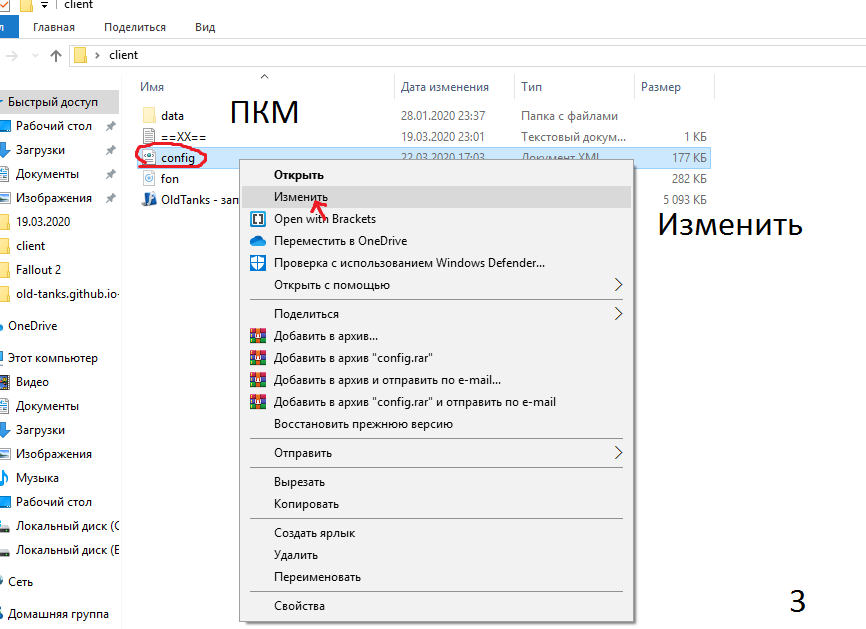 client
Главная Поделиться Вид
client
Имя Дата изменения Тип Размер
Быстрый доступ
Рабочий стол
Загрузки
Документы
Изображения
19.03.2020
client
Fallout 2
old-tanks.github.io-
OneDrive
Этот компьютер
Видео
Документы
Загрузки
Изображения
Музыка
Рабочий стол
Локальный диск (C
Локальный диск (E
Сеть
Домашняя группа
data 28.01.2020 23:37 Папка с файлами
ПКМ
==XX== 19.03.2020 23:01 Текстовый докум... 1 КБ
config 22.03.2020 17:03 Документ XML 177 КБ
fon 282 КБ
OldTanks - зап 5 093 КБ
Открыть
Изменить
Open with Brackets
Переместить в OneDrive
Проверка с использованием Windows Defender...
Открыть с помощью
Поделиться
Добавить в архив...
Добавить в архив "config.rar"
Добавить в архив и отправить по e-mail...
Добавить в архив "config.rar" и отправить по e-mail
Восстановить прежнюю версию
Отправить
Вырезать
Копировать
Создать ярлык
Удалить
Переименовать
Свойства
Изменить
3